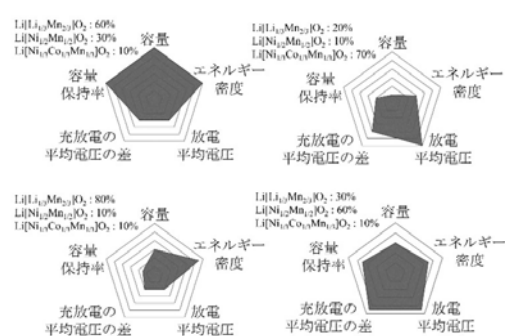 Li[Li1/3Mn2/3]O2 : 60%
Li[Ni1/2Mn1/2]O2 : 30%
Li[Ni1/3Co1/3Mn1/3]O2 : 10%
容量
エネルギー
密度
放電
平均電圧
充放電の
平均電圧の差
容量
保持率
Li[Li1/3Mn2/3]O2 : 20%
Li[Ni1/2Mn1/2]O2 : 10%
Li[Ni1/3Co1/3Mn1/3]O2 : 70%
容量
エネルギー
密度
放電
平均電圧
充放電の
平均電圧の差
容量
保持率
Li[Li1/3Mn2/3]O2 : 80%
Li[Ni1/2Mn1/2]O2 : 10%
Li[Ni1/3Co1/3Mn1/3]O2 : 10%
容量
エネルギー
密度
放電
平均電圧
充放電の
平均電圧の差
容量
保持率
Li[Li1/3Mn2/3]O2 : 30%
Li[Ni1/2Mn1/2]O2 : 60%
Li[Ni1/3Co1/3Mn1/3]O2 : 10%
容量
エネルギー
密度
放電
平均電圧
充放電の
平均電圧の差
容量
保持率